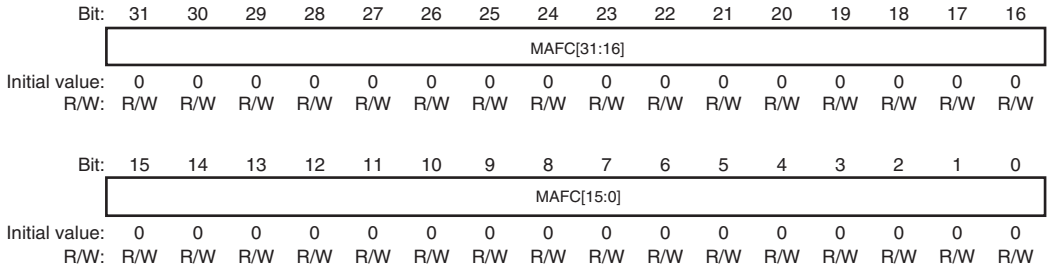 Bit: 31 30 29 28 27 26 25 24 23 22 21 20 19 18 17 16
MAFC[31:16]
Initial value: 0 0 0 0 0 0 0 0 0 0 0 0 0 0 0 0
R/W: R/W R/W R/W R/W R/W R/W R/W R/W R/W R/W R/W R/W R/W R/W R/W R/W
Bit: 15 14 13 12 11 10 9 8 7 6 5 4 3 2 1 0
MAFC[15:0]
Initial value: 0 0 0 0 0 0 0 0 0 0 0 0 0 0 0 0
R/W: R/W R/W R/W R/W R/W R/W R/W R/W R/W R/W R/W R/W R/W R/W R/W R/W